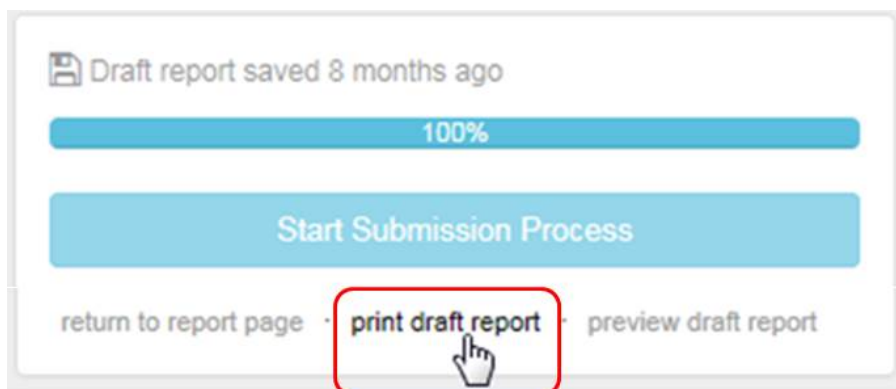 Draft report saved 8 months ago
100%
Start Submission Process
return to report page · print draft report · preview draft report